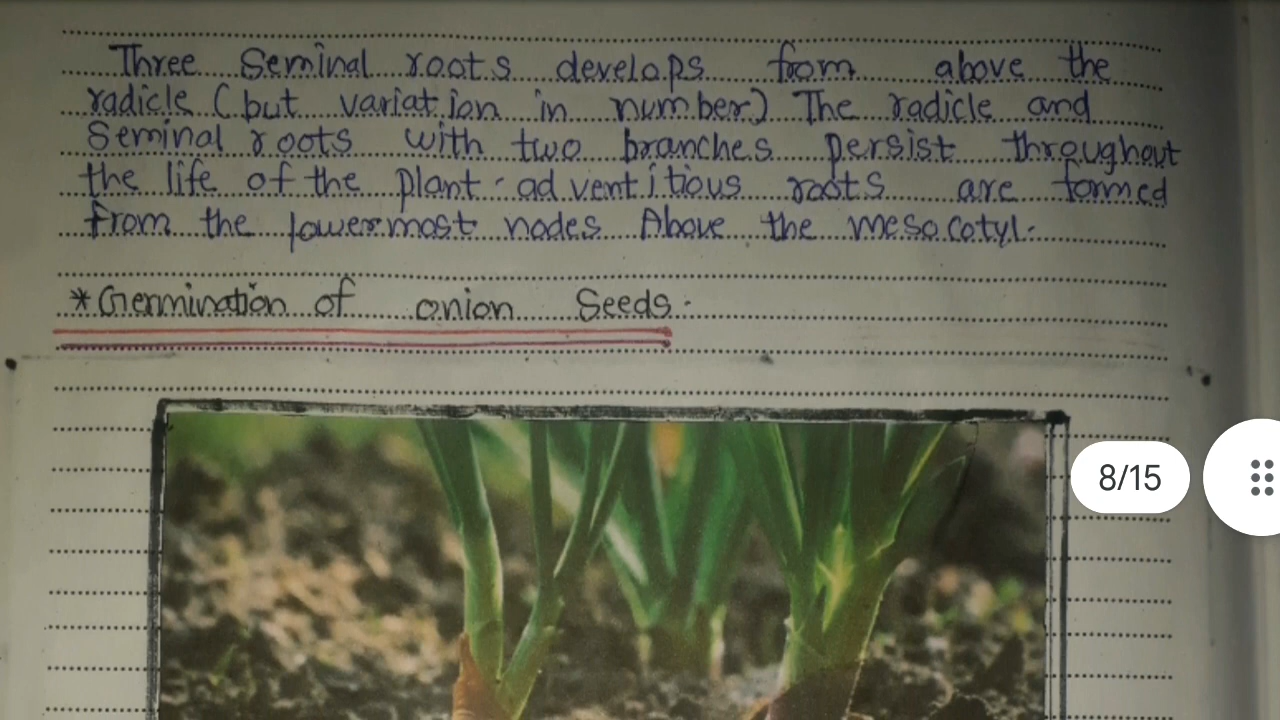 Three Seminal roots develops from above the
radicle (but variation in number) The radicle and
Seminal roots with two branches persist throughout
the life of the plant. adventitious roots are formed
from the lowermost nodes Above the mesocotyl.
*Germination of onion Seeds.
8/15